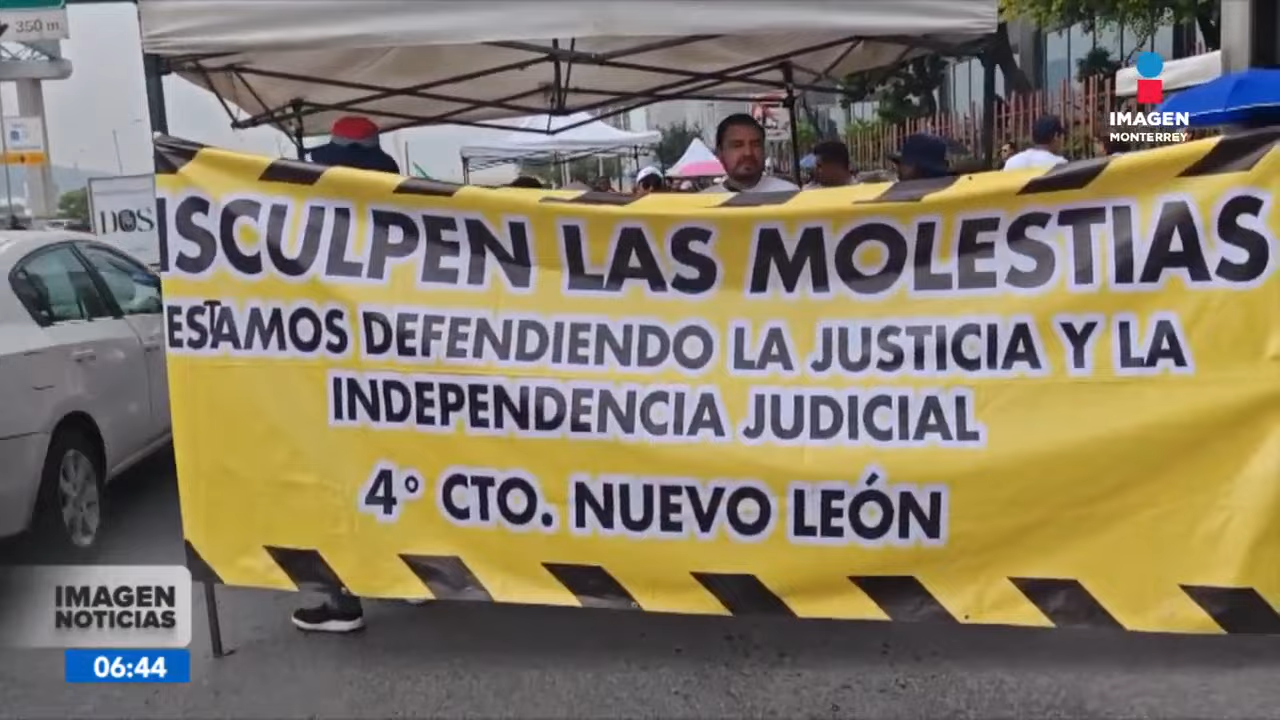 350 m.
IMAGEN
MONTERREY
DOS
ISCULPEN LAS MOLESTIAS
ESTAMOS DEFENDIENDO LA JUSTICIA Y LA
INDEPENDENCIA JUDICIAL
4° CTO. NUEVO LEÓN
IMAGEN
NOTICIAS
06:44